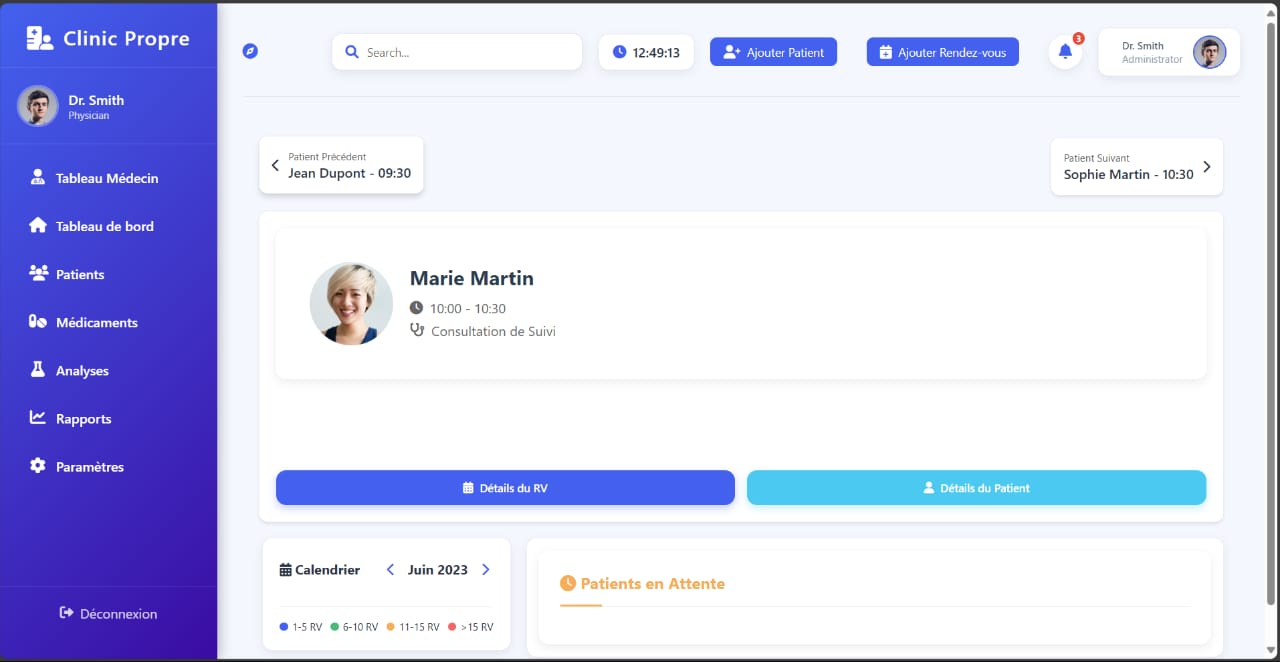 Clinic Propre
Dr. Smith
Physician
Tableau Médecin
Tableau de bord
Patients
Médicaments
Analyses
Rapports
Paramètres
Déconnexion
Search...
12:49:13
Ajouter Patient
Ajouter Rendez-vous
3
Dr. Smith
Administrator
Patient Précédent
Jean Dupont - 09:30
Patient Suivant
Sophie Martin - 10:30
Marie Martin
10:00 - 10:30
Consultation de Suivi
Détails du RV
Détails du Patient
Calendrier
Juin 2023
1-5 RV 6-10 RV 11-15 RV >15 RV
Patients en Attente